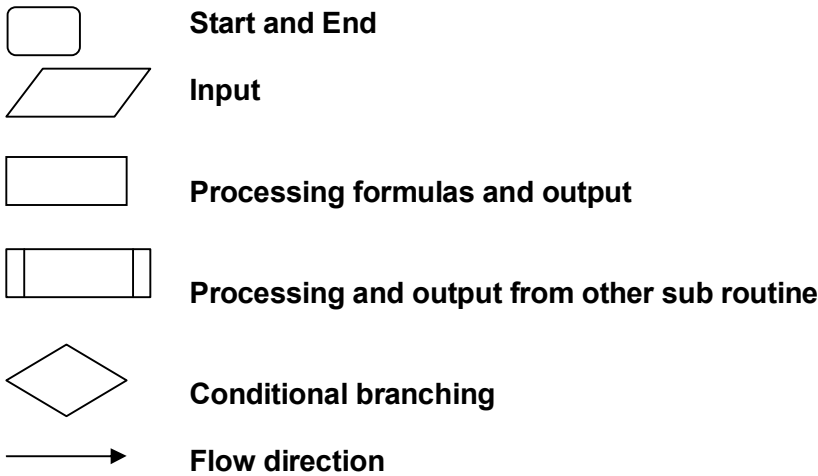 Start and End
Input
Processing formulas and output
Processing and output from other sub routine
Conditional branching
Flow direction